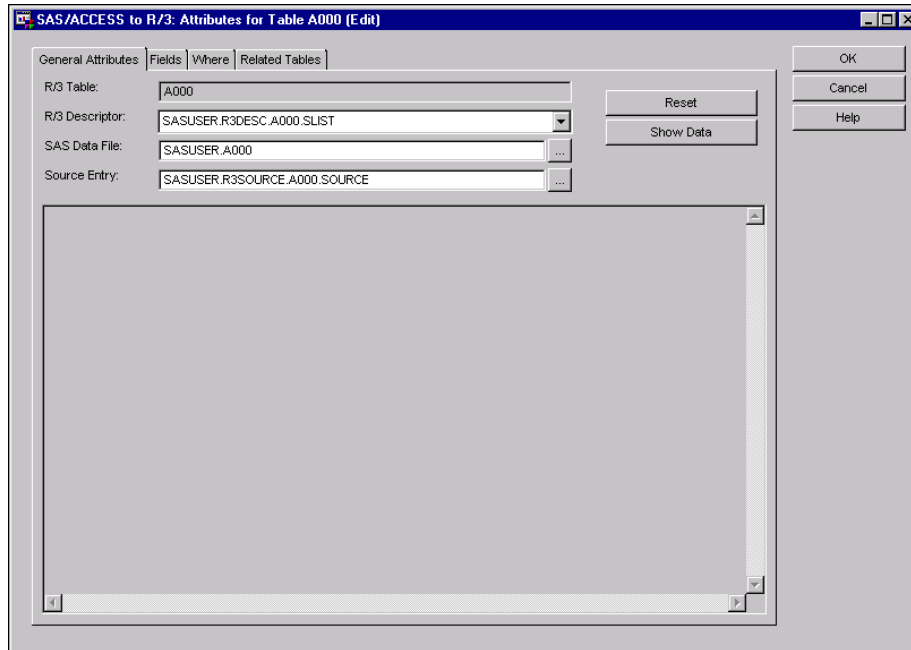 SAS/ACCESS to R/3: Attributes for Table A000 (Edit)
General Attributes Fields Where Related Tables
OK
Cancel
Help
R/3 Table: A000
R/3 Descriptor: SASUSER.R3DESC.A000.SLIST
SAS Data File: SASUSER.A000 ...
Source Entry: SASUSER.R3SOURCE.A000.SOURCE ...
Reset
Show Data